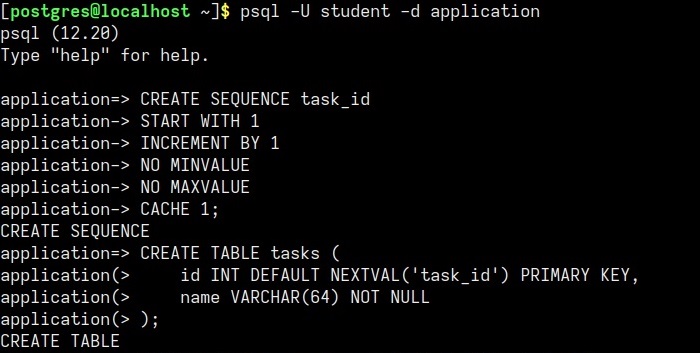 [postgres@localhost ~]$ psql -U student -d application
psql (12.20)
Type "help" for help.

application=> CREATE SEQUENCE task_id
application-> START WITH 1
application-> INCREMENT BY 1
application-> NO MINVALUE
application-> NO MAXVALUE
application-> CACHE 1;
CREATE SEQUENCE
application=> CREATE TABLE tasks (
application(>     id INT DEFAULT NEXTVAL('task_id') PRIMARY KEY,
application(>     name VARCHAR(64) NOT NULL
application(> );
CREATE TABLE